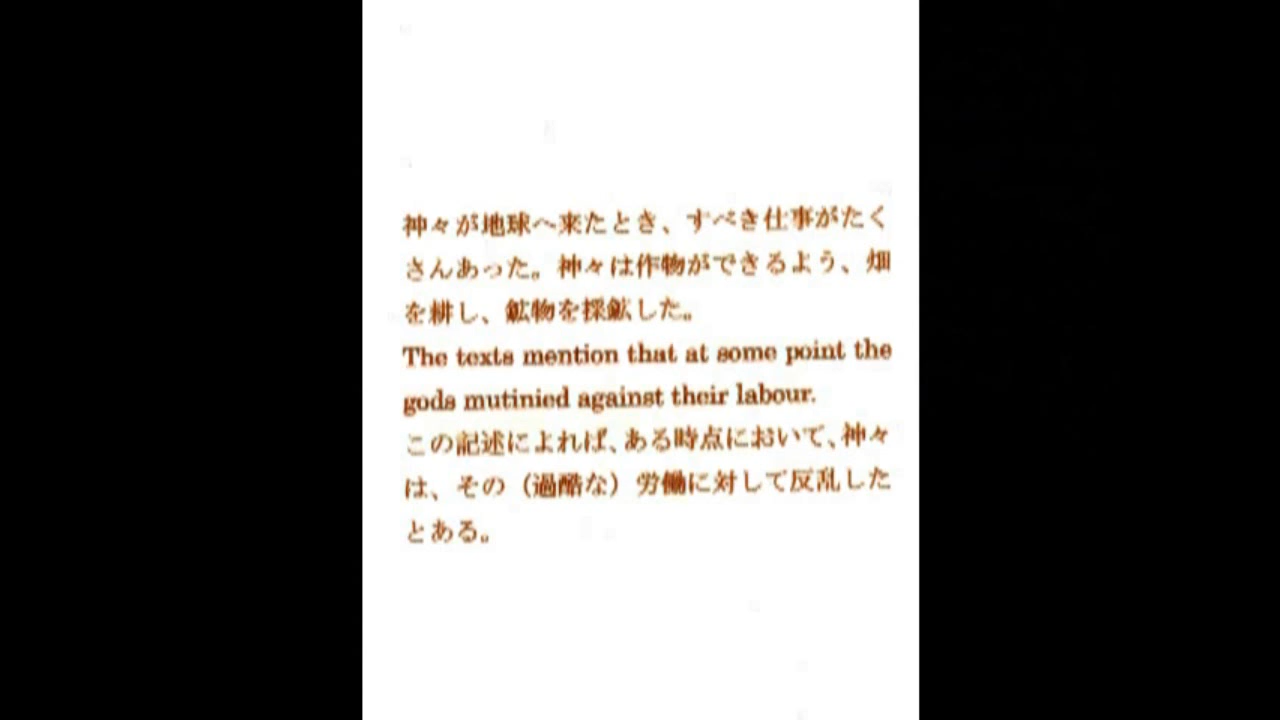 神々が地球へ来たとき、すべき仕事がたく
さんあった。神々は作物ができるよう、畑
を耕し、鉱物を採鉱した。
The texts mention that at some point the
gods mutinied against their labour.
この記述によれば、ある時点において、神々
は、その（過酷な）労働に対して反乱した
とある。